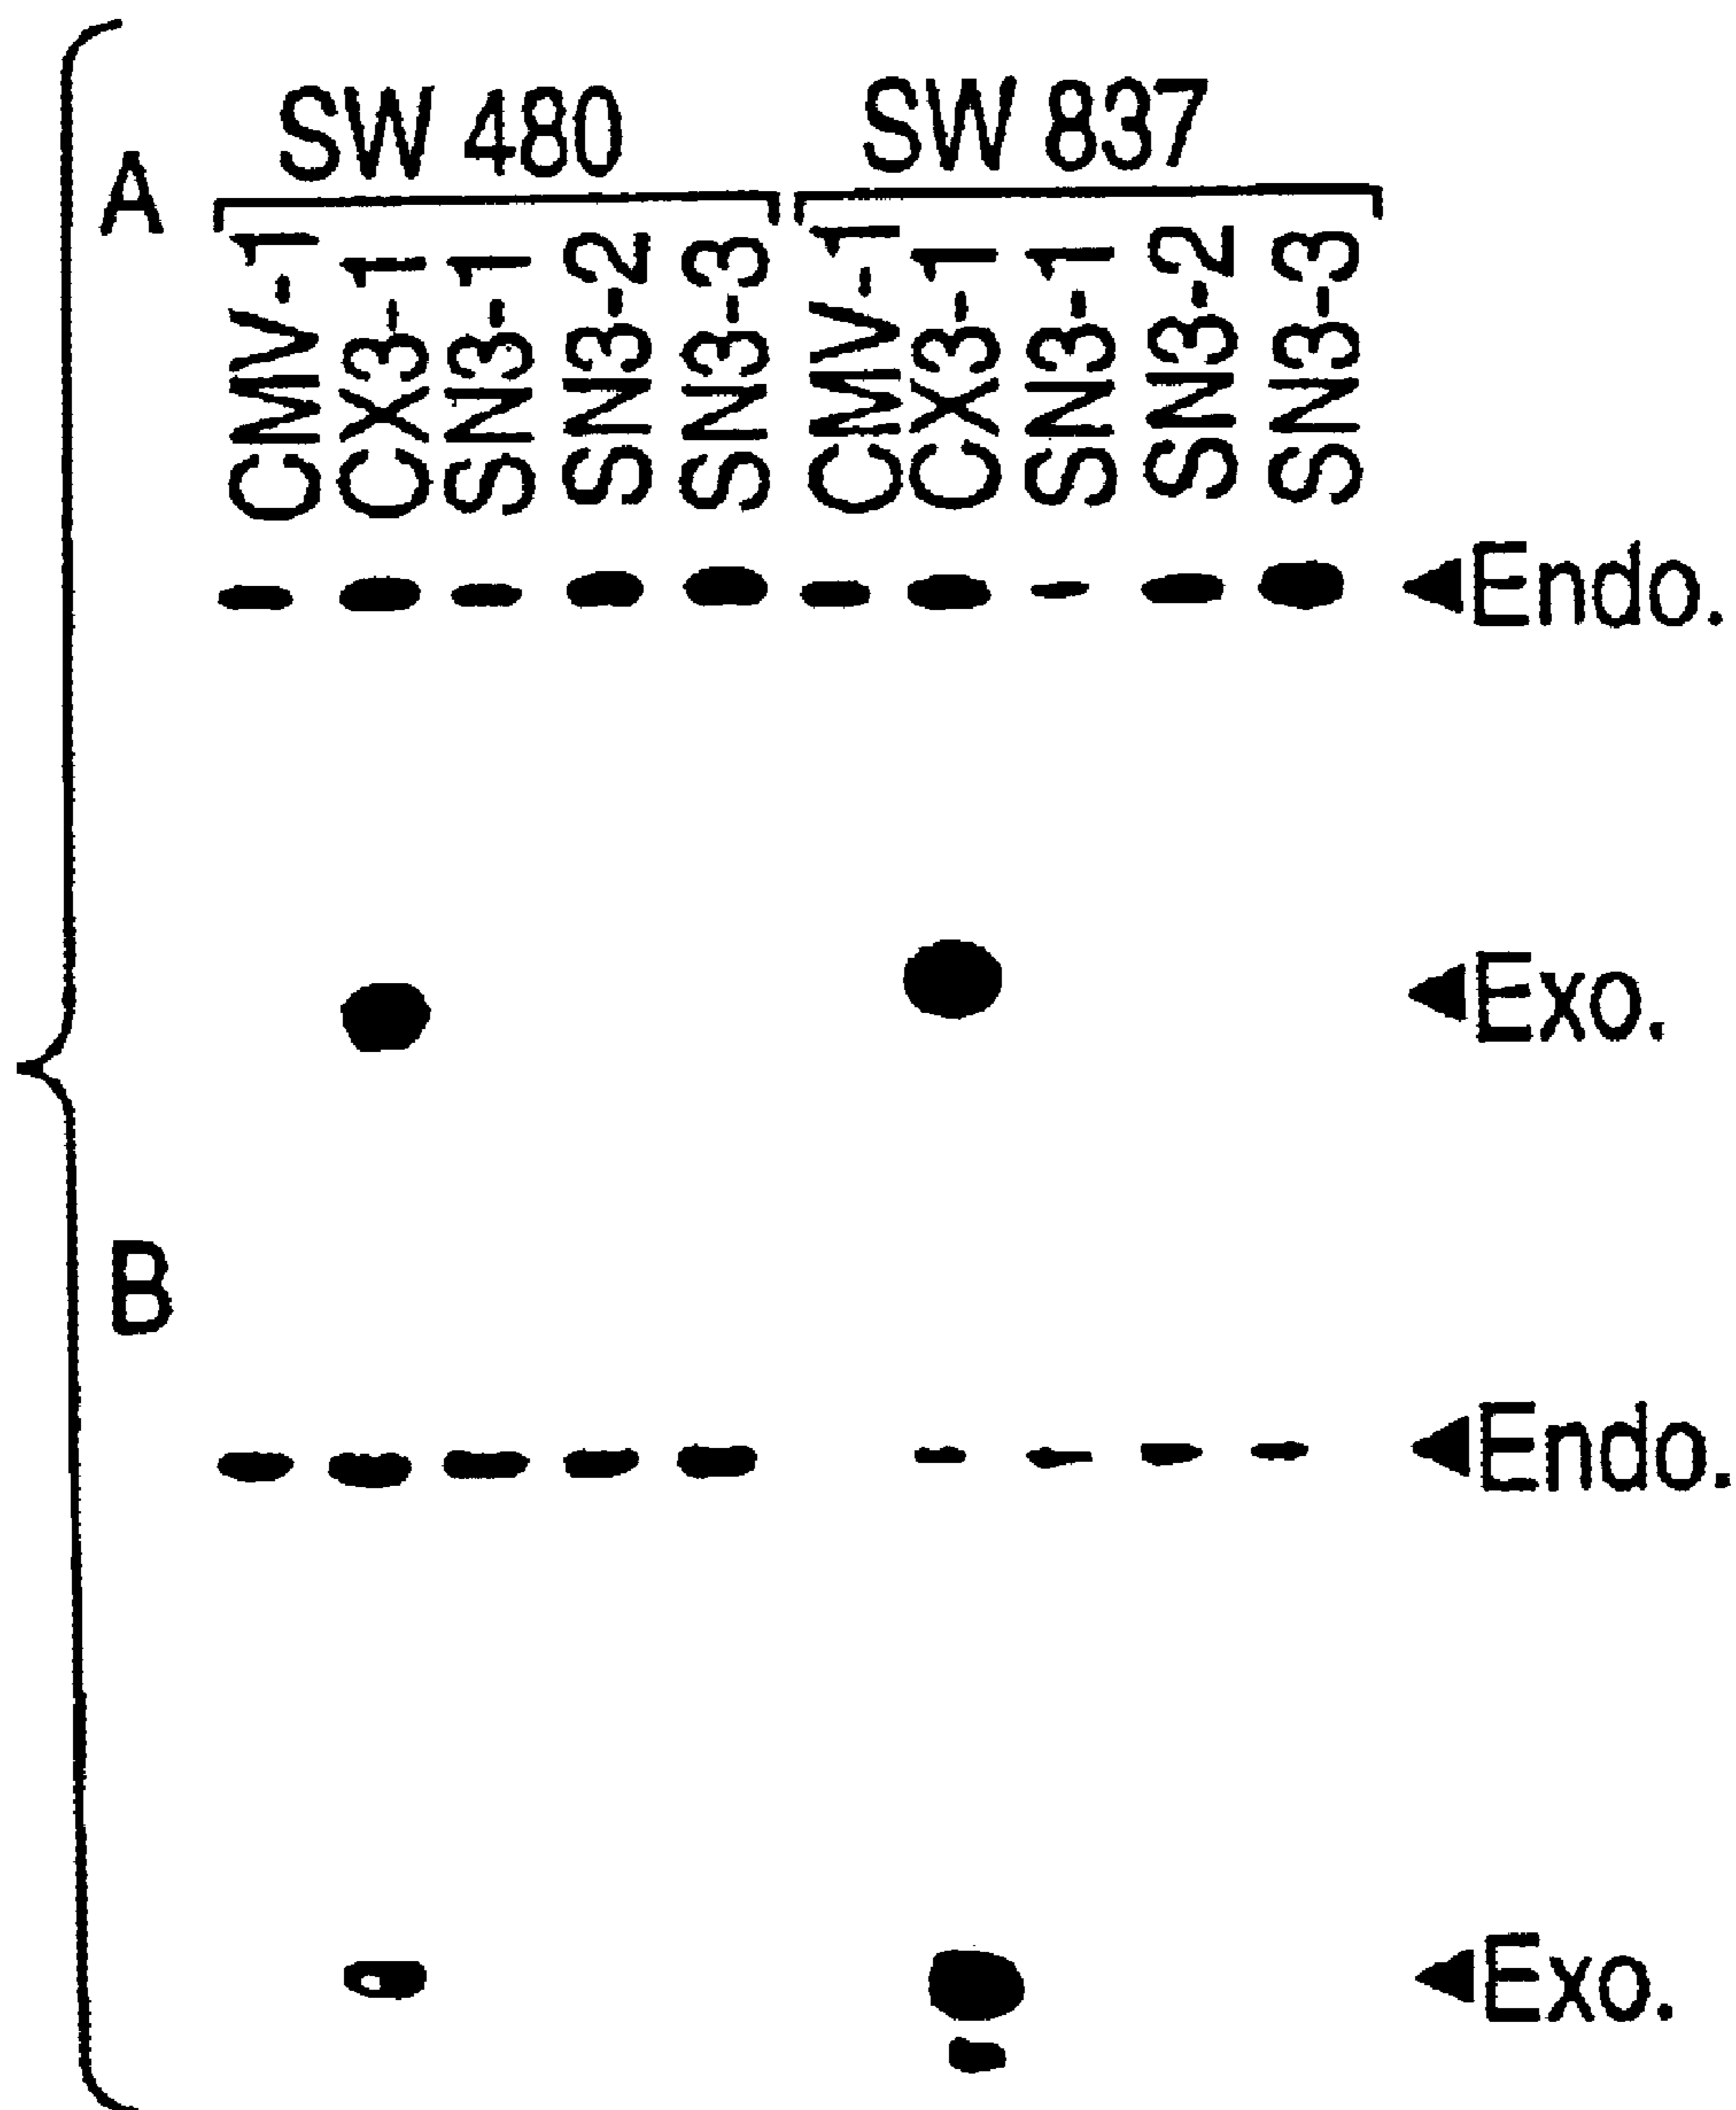 A
SW 480 SW 837
CMV-1 CX3-1 SN3-1 SN3-2 SN3-3 CMV-1 CX3-1 SN3-1 SN3-2 SN3-3
Endo.
Exo.
B
Endo.
Exo.